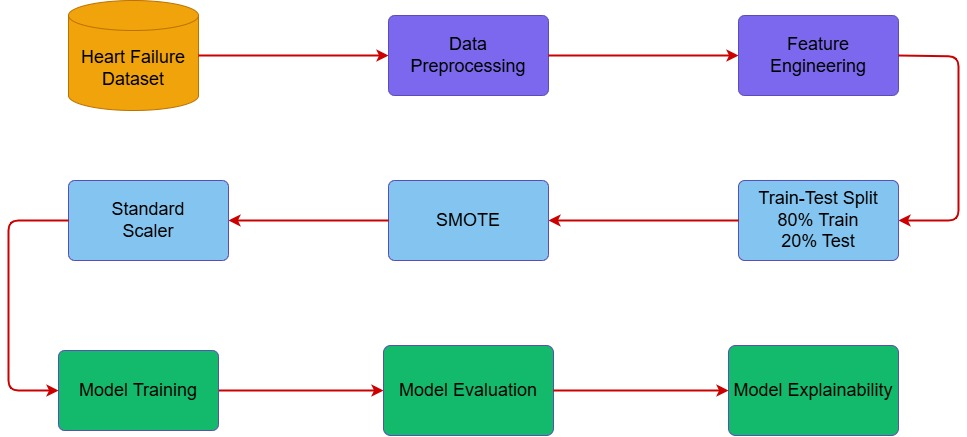 Heart Failure
Dataset
Data
Preprocessing
Feature
Engineering
Standard
Scaler
SMOTE
Train-Test Split
80% Train
20% Test
Model Training
Model Evaluation
Model Explainability